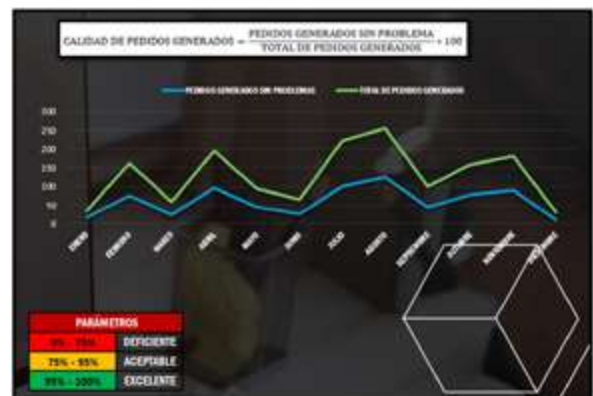 CALIDAD DE PEDIDOS GENERADOS = PEDIDOS GENERADOS SIN PROBLEMA / TOTAL DE PEDIDOS GENERADOS * 100
PEDIDOS GENERADOS SIN PROBLEMAS TOTAL DE PEDIDOS GENERADOS
300
250
200
150
100
50
0
ENERO FEBRERO MARZO ABRIL MAYO JUNIO JULIO AGOSTO SEPTIEMBRE OCTUBRE NOVIEMBRE DICIEMBRE
PARÁMETROS
0% - 75% DEFICIENTE
75% - 95% ACEPTABLE
95% - 100% EXCELENTE